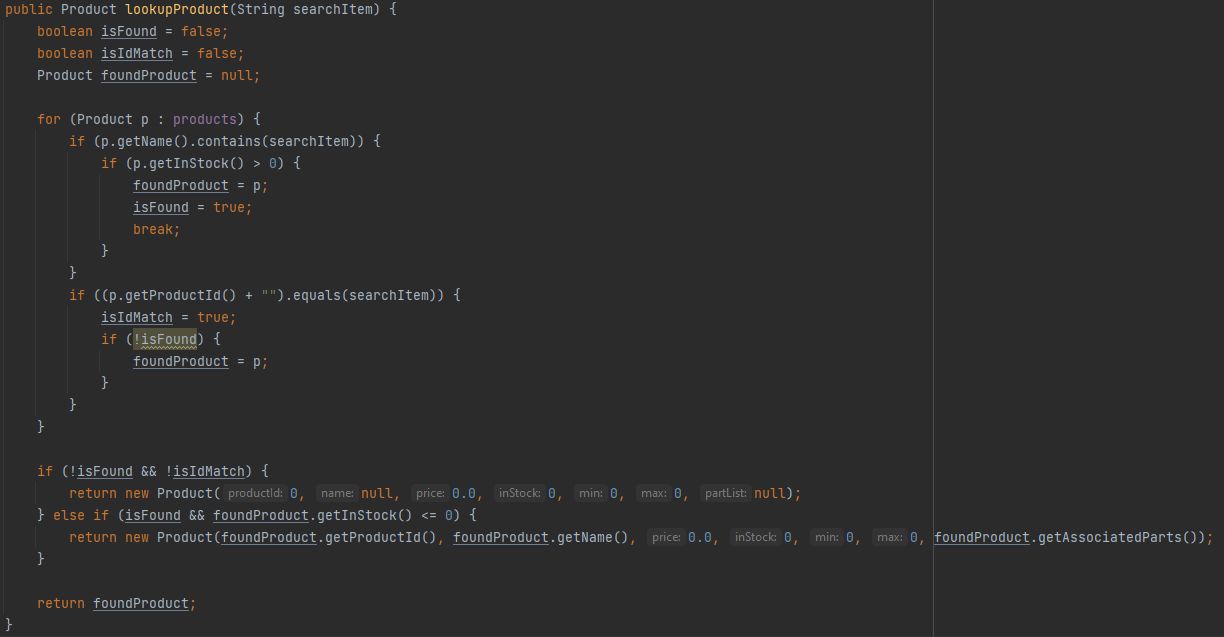 public Product lookupProduct(String searchItem) {
    boolean isFound = false;
    boolean isIdMatch = false;
    Product foundProduct = null;

    for (Product p : products) {
        if (p.getName().contains(searchItem)) {
            if (p.getInStock() > 0) {
                foundProduct = p;
                isFound = true;
                break;
            }
        }
        if ((p.getProductId() + "").equals(searchItem)) {
            isIdMatch = true;
            if (!isFound) {
                foundProduct = p;
            }
        }
    }

    if (!isFound && !isIdMatch) {
        return new Product( productId: 0, name: null, price: 0.0, inStock: 0, min: 0, max: 0, partList: null);
    } else if (isFound && foundProduct.getInStock() <= 0) {
        return new Product(foundProduct.getProductId(), foundProduct.getName(), price: 0.0, inStock: 0, min: 0, max: 0, foundProduct.getAssociatedParts());
    }

    return foundProduct;
}